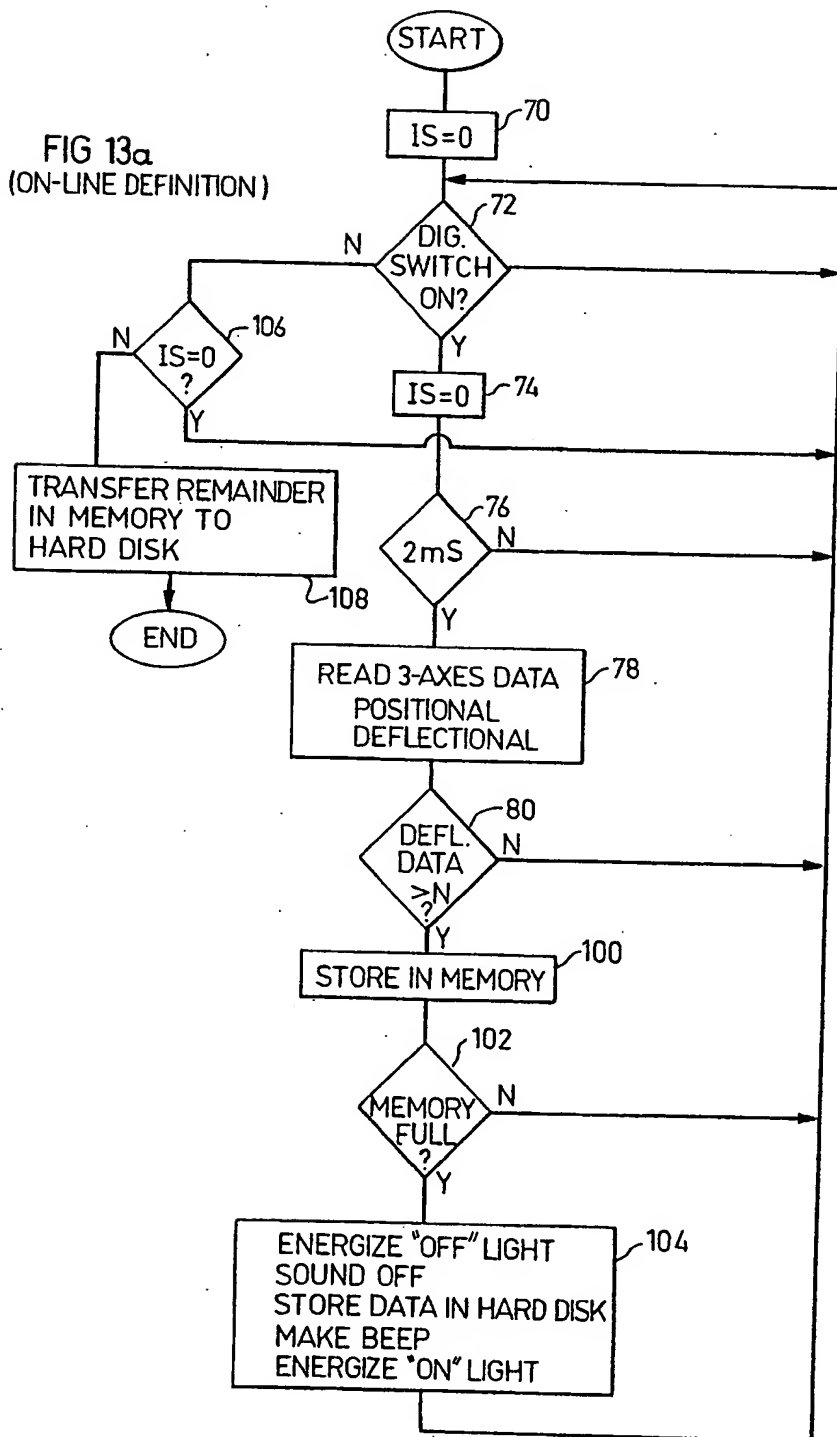 START
70
IS=0
FIG 13a
(ON-LINE DEFINITION)
72
N
DIG.
SWITCH
ON?
Y
106
N
IS=0
?
Y
74
IS=0
TRANSFER REMAINDER
IN MEMORY TO
HARD DISK
108
END
76
2mS
N
Y
78
READ 3-AXES DATA
POSITIONAL
DEFLECTIONAL
80
DEFL.
DATA
>N
?
N
Y
100
STORE IN MEMORY
102
MEMORY
FULL
?
N
Y
104
ENERGIZE "OFF" LIGHT
SOUND OFF
STORE DATA IN HARD DISK
MAKE BEEP
ENERGIZE "ON" LIGHT